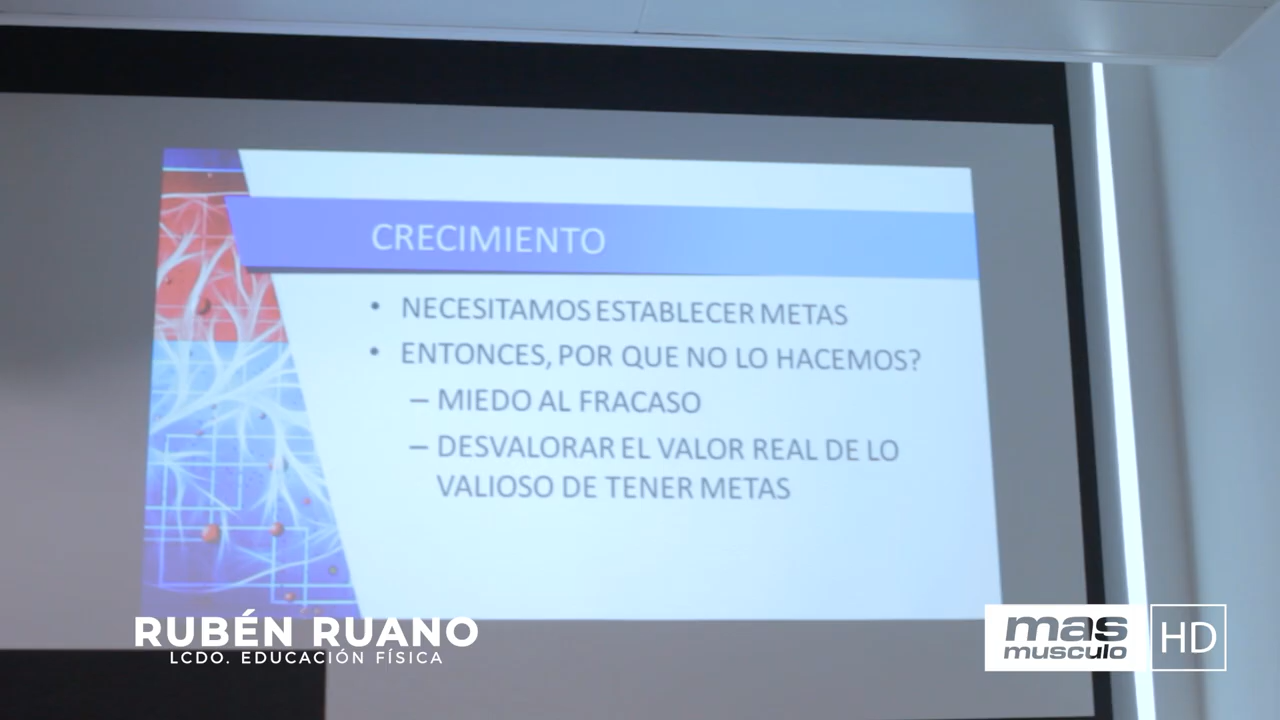 CRECIMIENTO
• NECESITAMOS ESTABLECER METAS
• ENTONCES, POR QUE NO LO HACEMOS?
– MIEDO AL FRACASO
– DESVALORAR EL VALOR REAL DE LO
VALIOSO DE TENER METAS
RUBÉN RUANO
LCDO. EDUCACIÓN FÍSICA
mas
musculo
HD